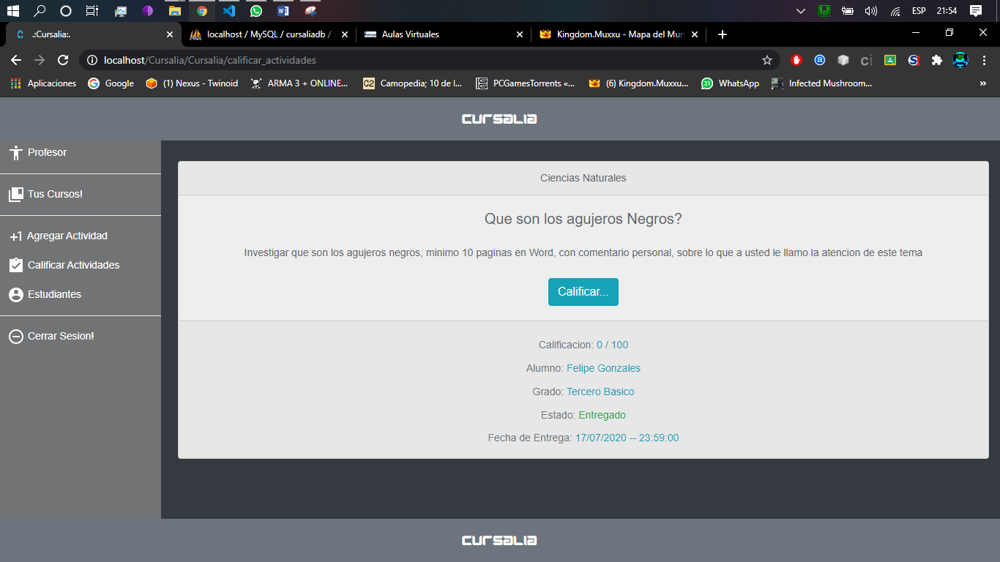 ESP 21:54
.:Cursalia:.
localhost / MySQL / cursaliadb /
Aulas Virtuales
Kingdom.Muxxu - Mapa del Mun
localhost/Cursalia/Cursalia/calificar_actividades
Aplicaciones
Google
(1) Nexus - Twinoid
ARMA 3 + ONLINE...
Camopedia; 10 de l...
PCGamesTorrents «...
(6) Kingdom.Muxxu...
WhatsApp
Infected Mushroom...
»
cursalia
Profesor
Tus Cursos!
+1 Agregar Actividad
Calificar Actividades
Estudiantes
Cerrar Sesion!
Ciencias Naturales
Que son los agujeros Negros?
Investigar que son los agujeros negros, minimo 10 paginas en Word, con comentario personal, sobre lo que a usted le llamo la atencion de este tema
Calificar...
Calificacion: 0 / 100
Alumno: Felipe Gonzales
Grado: Tercero Basico
Estado: Entregado
Fecha de Entrega: 17/07/2020 -- 23:59:00
cursalia